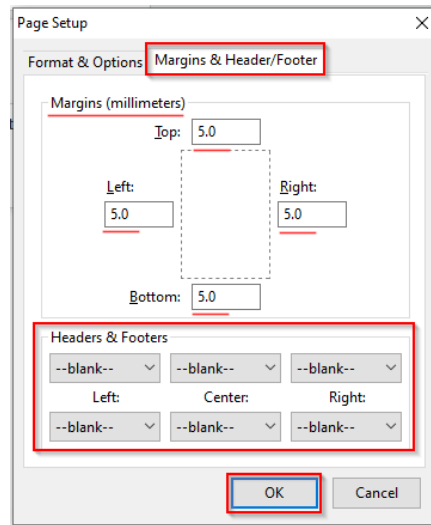 Page Setup
Format & Options Margins & Header/Footer
Margins (millimeters)
Top: 5.0
Left: Right:
5.0 5.0
Bottom: 5.0
Headers & Footers
--blank-- --blank-- --blank--
Left: Center: Right:
--blank-- --blank-- --blank--
OK Cancel